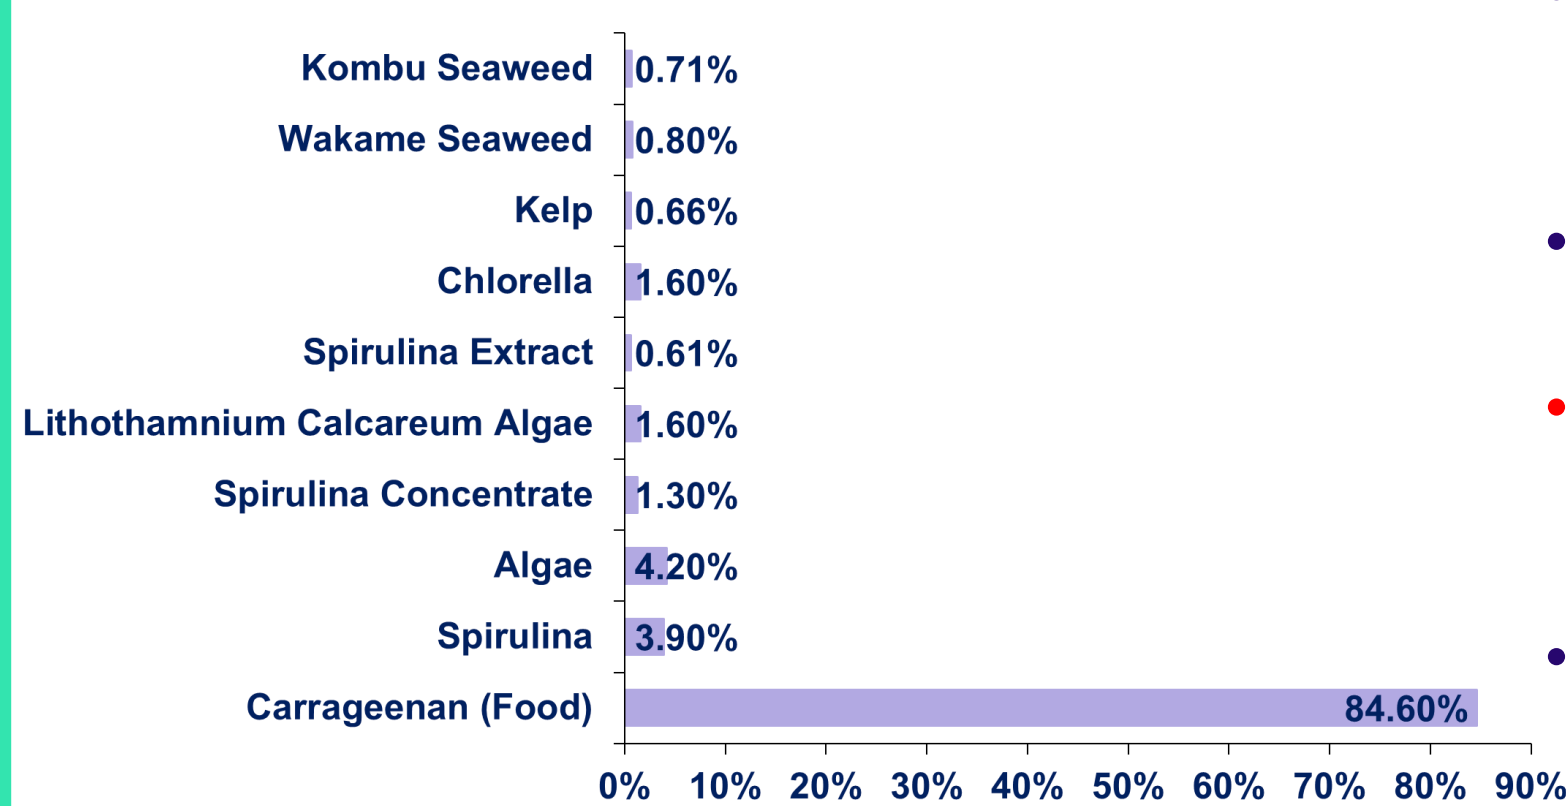 Kombu Seaweed 0.71%
Wakame Seaweed 0.80%
Kelp 0.66%
Chlorella 1.60%
Spirulina Extract 0.61%
Lithothamnium Calcareum Algae 1.60%
Spirulina Concentrate 1.30%
Algae 4.20%
Spirulina 3.90%
Carrageenan (Food) 84.60%
0% 10% 20% 30% 40% 50% 60% 70% 80% 90%